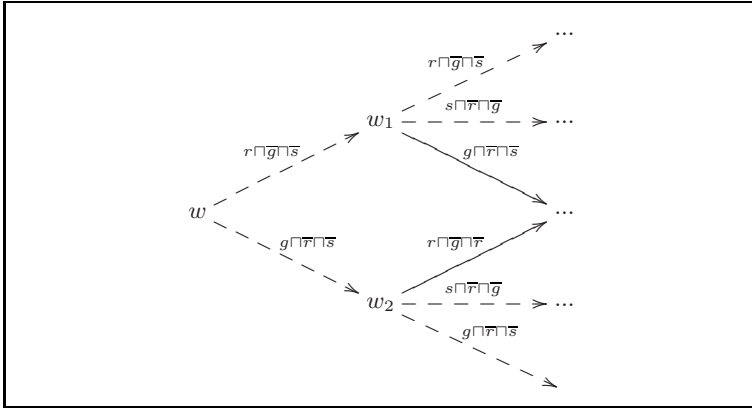 ...
r⊓g̅⊓s̅
s⊓r̅⊓g̅
w₁ ...
r⊓g̅⊓s̅
g⊓r̅⊓s̅
w ...
g⊓r̅⊓s̅
r⊓g̅⊓r̅
s⊓r̅⊓g̅
w₂ ...
g⊓r̅⊓s̅